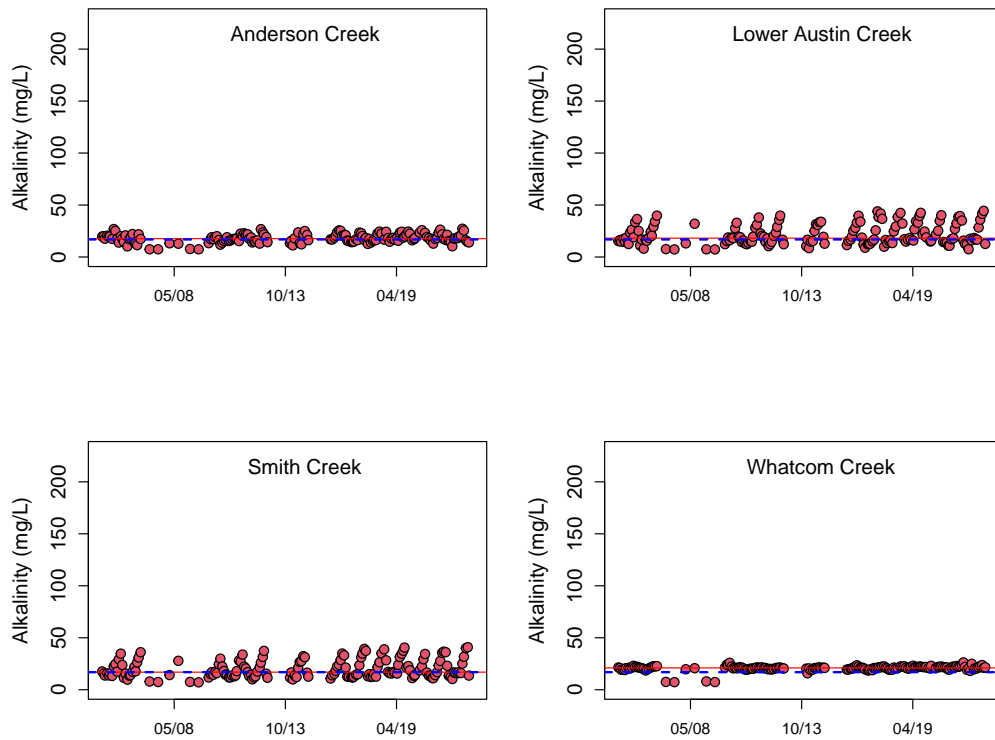 Anderson Creek
Alkalinity (mg/L)
200
150
100
50
0
05/08 10/13 04/19
Lower Austin Creek
Alkalinity (mg/L)
200
150
100
50
0
05/08 10/13 04/19
Smith Creek
Alkalinity (mg/L)
200
150
100
50
0
05/08 10/13 04/19
Whatcom Creek
Alkalinity (mg/L)
200
150
100
50
0
05/08 10/13 04/19